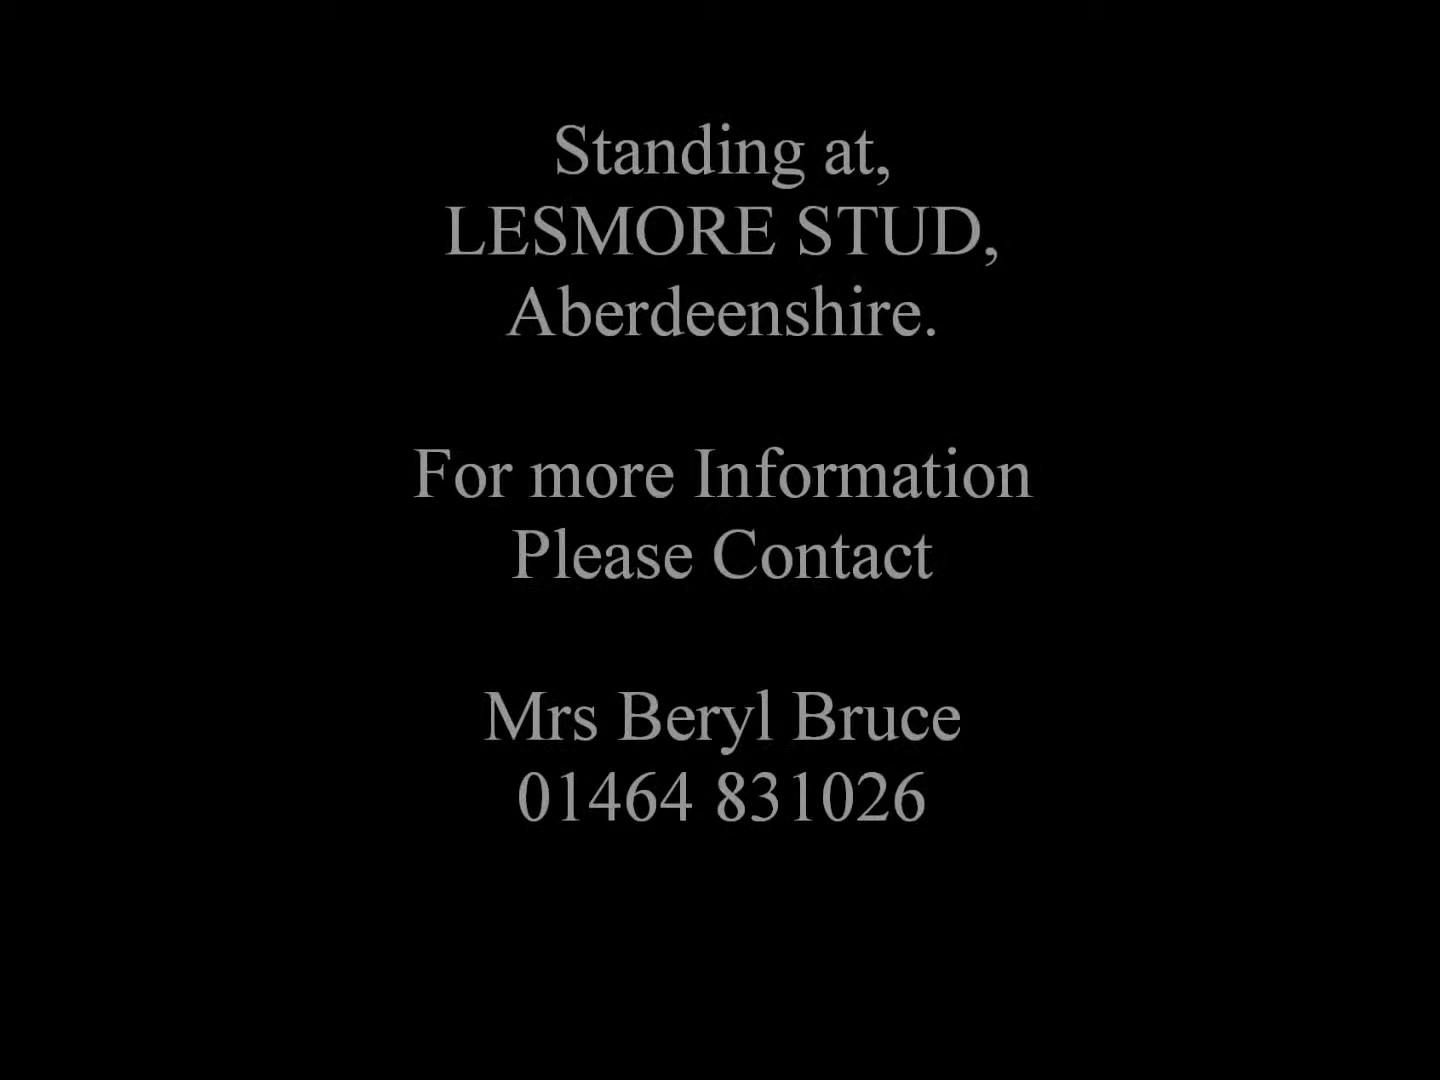 Standing at,
LESMORE STUD,
Aberdeenshire.
For more Information
Please Contact
Mrs Beryl Bruce
01464 831026